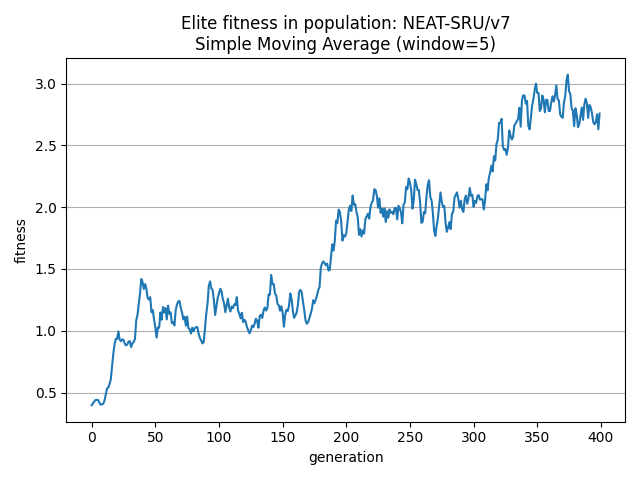 Elite fitness in population: NEAT-SRU/v7
Simple Moving Average (window=5)
3.0
2.5
2.0
1.5
1.0
0.5
fitness
0 50 100 150 200 250 300 350 400
generation